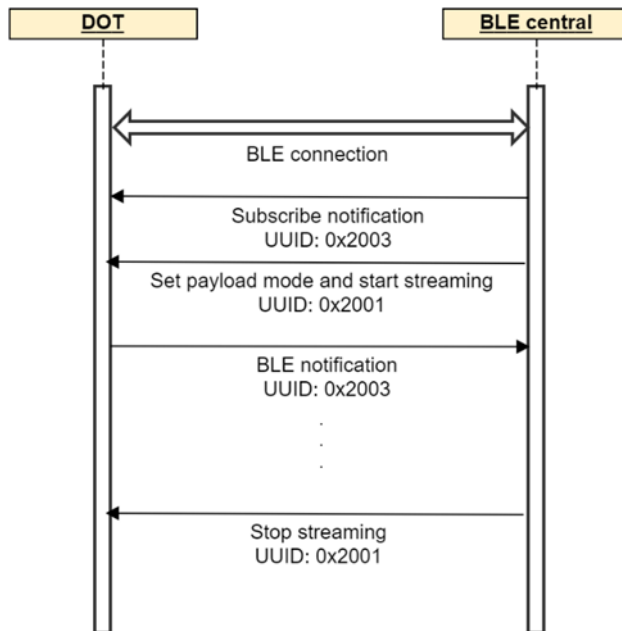 DOT
BLE central
BLE connection
Subscribe notification
UUID: 0x2003
Set payload mode and start streaming
UUID: 0x2001
BLE notification
UUID: 0x2003
.
.
.
Stop streaming
UUID: 0x2001